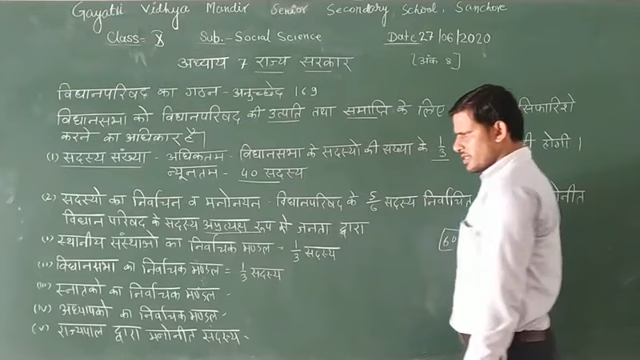 Gayatri Vidhya Mandir Senior Secondary School, Sanchore
Class:- X Sub.- Social Science Date:- 27/06/2020
अध्याय 7 राज्य सरकार [अंक 8]
विधानपरिषद का गठन - अनुच्छेद 169
विधानसभा को विधानपरिषद की उत्पति तथा समाप्ति के लिए सिफारिशे
करने का अधिकार है।
(1) सदस्य संख्या - अधिकतम - विधानसभा के सदस्यो की संख्या के 1/3 होगी।
न्यूनतम - 40 सदस्य
(2) सदस्यो का निर्वाचन व मनोनयन - विधानपरिषद के 5/6 सदस्य
विधान परिषद के सदस्य अप्रत्यक्ष रूप से जनता द्वारा
(i) स्थानीय संस्थाओ का निर्वाचक मण्डल - 1/3 सदस्य
(ii) विधानसभा का निर्वाचक मण्डल = 1/3 सदस्य
(iii) स्नातको का निर्वाचक मण्डल -
(iv) अध्यापको का निर्वाचक मण्डल -
(v) राज्यपाल द्वारा मनोनीत सदस्य -